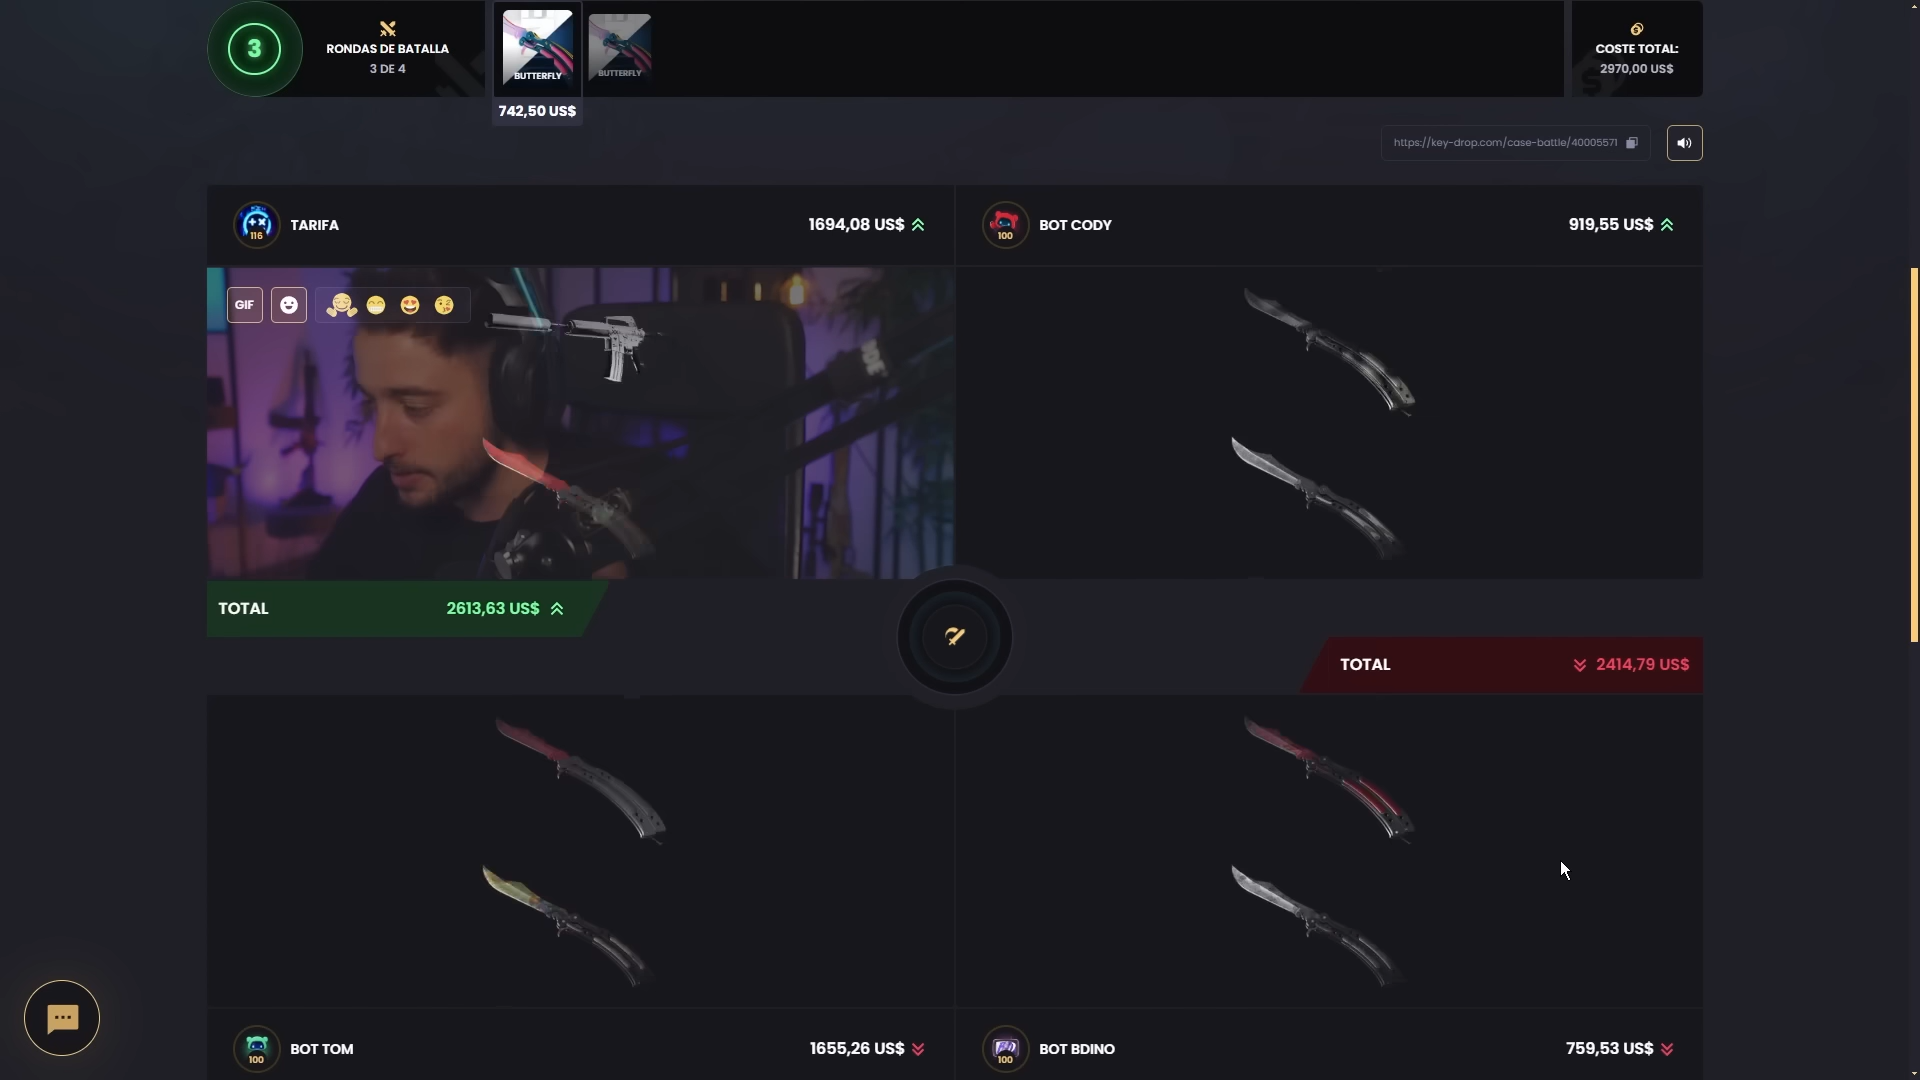 3
RONDAS DE BATALLA
3 DE 4
BUTTERFLY
742,50 US$
BUTTERFLY
COSTE TOTAL:
2970,00 US$
https://key-drop.com/case-battle/40005571
116
TARIFA
1694,08 US$
100
BOT CODY
919,55 US$
GIF
TOTAL
2613,63 US$
TOTAL
2414,79 US$
100
BOT TOM
1655,26 US$
100
BOT BDINO
759,53 US$